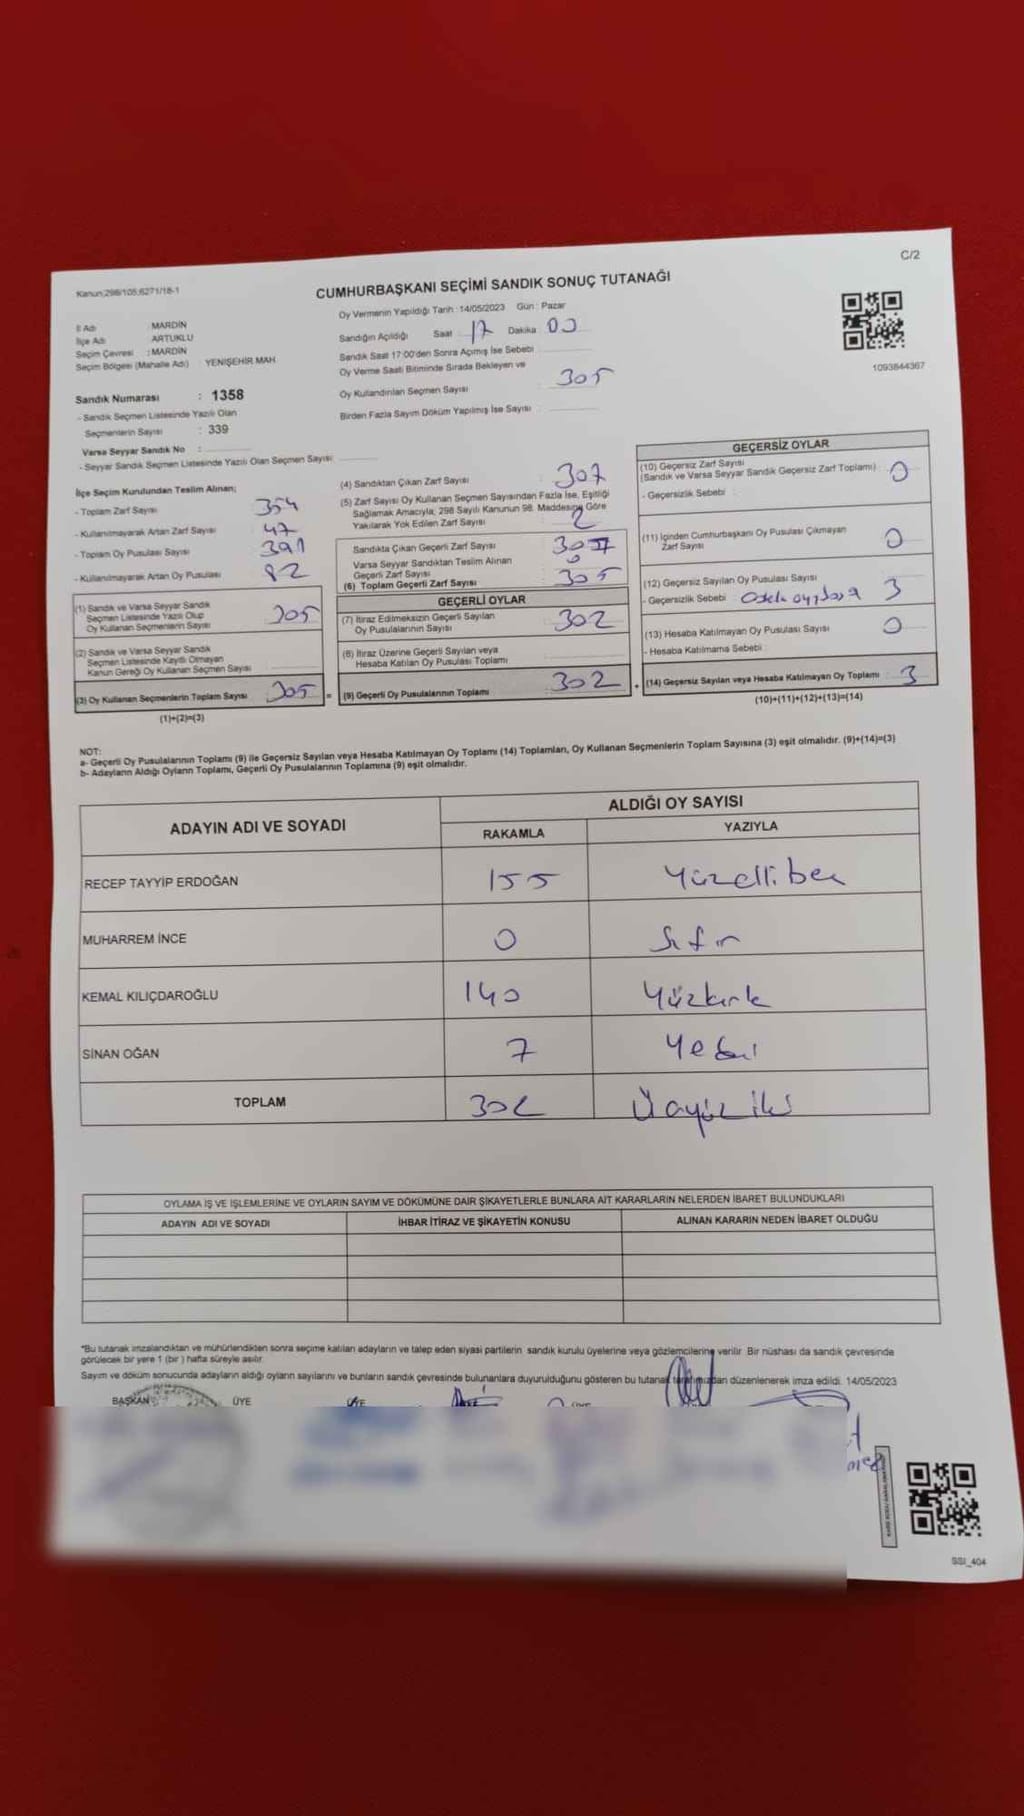 C/2
Kanun:298/105;6271/18-1
CUMHURBAŞKANI SEÇİMİ SANDIK SONUÇ TUTANAĞI
İl Adı : MARDİN
İlçe Adı : ARTUKLU
Seçim Çevresi : MARDİN
Seçim Bölgesi (Mahalle Adı) : YENİŞEHİR MAH.
Sandık Numarası : 1358
- Sandık Seçmen Listesinde Yazılı Olan
Seçmenlerin Sayısı : 339
Varsa Seyyar Sandık No :
- Seyyar Sandık Seçmen Listesinde Yazılı Olan Seçmen Sayısı:
Oy Vermenin Yapıldığı Tarih : 14/05/2023 Gün : Pazar
Sandığın Açıldığı Saat : 17 Dakika : 00
Sandık Saat 17:00'den Sonra Açımış İse Sebebi
Oy Verme Saati Bitiminde Sırada Bekleyen ve
Oy Kullandırılan Seçmen Sayısı : 305
Birden Fazla Sayım Döküm Yapılmış İse Sayısı :
1093844367
İlçe Seçim Kurulundan Teslim Alınan;
- Toplam Zarf Sayısı 354
- Kullanılmayarak Artan Zarf Sayısı 47
- Toplam Oy Pusulası Sayısı 391
- Kullanılmayarak Artan Oy Pusulası 82
(1) Sandık ve Varsa Seyyar Sandık
Seçmen Listesinde Yazılı Olup
Oy Kullanan Seçmenlerin Sayısı 305
(2) Sandık ve Varsa Seyyar Sandık
Seçmen Listesinde Kayıtlı Olmayan
Kanun Gereği Oy Kullanan Seçmen Sayısı
(3) Oy Kullanan Seçmenlerin Toplam Sayısı 305 =
(1)+(2)=(3)
(4) Sandıktan Çıkan Zarf Sayısı 307
(5) Zarf Sayısı Oy Kullanan Seçmen Sayısından Fazla İse, Eşitliği
Sağlamak Amacıyla; 298 Sayılı Kanunun 98. Maddesine Göre
Yakılarak Yok Edilen Zarf Sayısı 2
Sandıkta Çıkan Geçerli Zarf Sayısı
Varsa Seyyar Sandıktan Teslim Alınan
Geçerli Zarf Sayısı 0
(6) Toplam Geçerli Zarf Sayısı 305
GEÇERLİ OYLAR
(7) İtiraz Edilmeksizin Geçerli Sayılan
Oy Pusulalarının Sayısı 302
(8) İtiraz Üzerine Geçerli Sayılan veya
Hesaba Katılan Oy Pusulası Toplamı
(9) Geçerli Oy Pusulalarının Toplamı 302 +
GEÇERSİZ OYLAR
(10) Geçersiz Zarf Sayısı
(Sandık ve Varsa Seyyar Sandık Geçersiz Zarf Toplamı) 0
- Geçersizlik Sebebi :
(11) İçinden Cumhurbaşkanı Oy Pusulası Çıkmayan
Zarf Sayısı 0
(12) Geçersiz Sayılan Oy Pusulası Sayısı 3
- Geçersizlik Sebebi :
(13) Hesaba Katılmayan Oy Pusulası Sayısı 0
- Hesaba Katılmama Sebebi :
(14) Geçersiz Sayılan veya Hesaba Katılmayan Oy Toplamı 3
(10)+(11)+(12)+(13)=(14)
NOT:
a- Geçerli Oy Pusulalarının Toplamı (9) ile Geçersiz Sayılan veya Hesaba Katılmayan Oy Toplamı (14) Toplamları, Oy Kullanan Seçmenlerin Toplam Sayısına (3) eşit olmalıdır. (9)+(14)=(3)
b- Adayların Aldığı Oyların Toplamı, Geçerli Oy Pusulalarının Toplamına (9) eşit olmalıdır.
ADAYIN ADI VE SOYADI ALDIĞI OY SAYISI
RAKAMLA YAZIYLA
RECEP TAYYİP ERDOĞAN 155 Yüzellibeş
MUHARREM İNCE 0 Sıfır
KEMAL KILIÇDAROĞLU 140 Yüzkırk
SİNAN OĞAN 7 Yedi
TOPLAM 302 Üçyüziki
OYLAMA İŞ VE İŞLEMLERİNE VE OYLARIN SAYIM VE DÖKÜMÜNE DAİR ŞİKAYETLERLE BUNLARA AİT KARARLARIN NELERDEN İBARET BULUNDUKLARI
ADAYIN ADI VE SOYADI İHBAR İTİRAZ VE ŞİKAYETİN KONUSU ALINAN KARARIN NEDEN İBARET OLDUĞU
*Bu tutanak imzalandıktan ve mühürlendikten sonra seçime katılan adayların ve talep eden siyasi partilerin sandık kurulu üyelerine veya gözlemcilerine verilir. Bir nüshası da sandık çevresinde
görülecek bir yere 1 (bir ) hafta süreyle asılır.
Sayım ve döküm sonucunda adayların aldığı oyların sayılarını ve bunların sandık çevresinde bulunanlara duyurulduğunu gösteren bu tutanak tarafımızdan düzenlenerek imza edildi. 14/05/2023
BAŞKAN ÜYE ÜYE
SSI_404